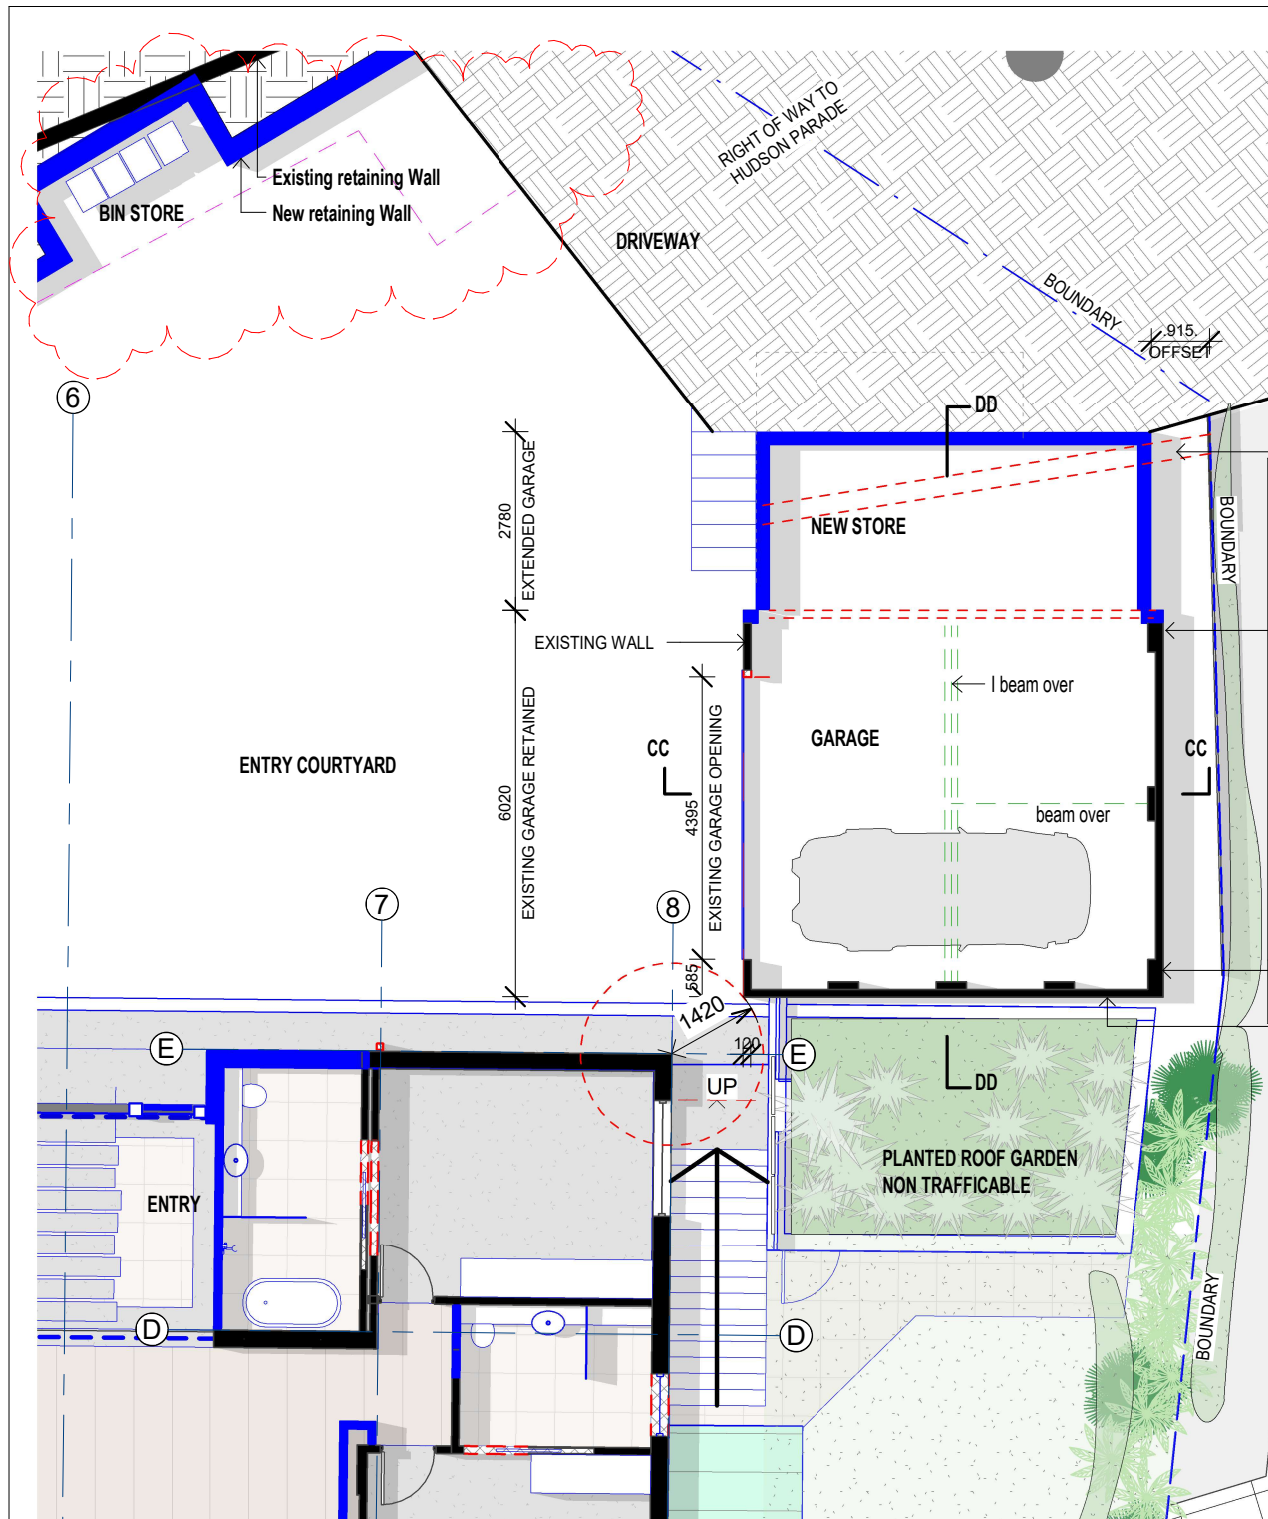 RIGHT OF WAY TO
HUDSON PARADE
Existing retaining Wall
New retaining Wall
BIN STORE
DRIVEWAY
BOUNDARY
.915.
OFFSET
6
DD
2780
EXTENDED GARAGE
NEW STORE
BOUNDARY
EXISTING WALL
I beam over
GARAGE
CC
CC
ENTRY COURTYARD
6020
EXISTING GARAGE RETAINED
4395
EXISTING GARAGE OPENING
beam over
7
8
585
1420
120
E
E
UP
DD
PLANTED ROOF GARDEN
NON TRAFFICABLE
ENTRY
D
D
BOUNDARY